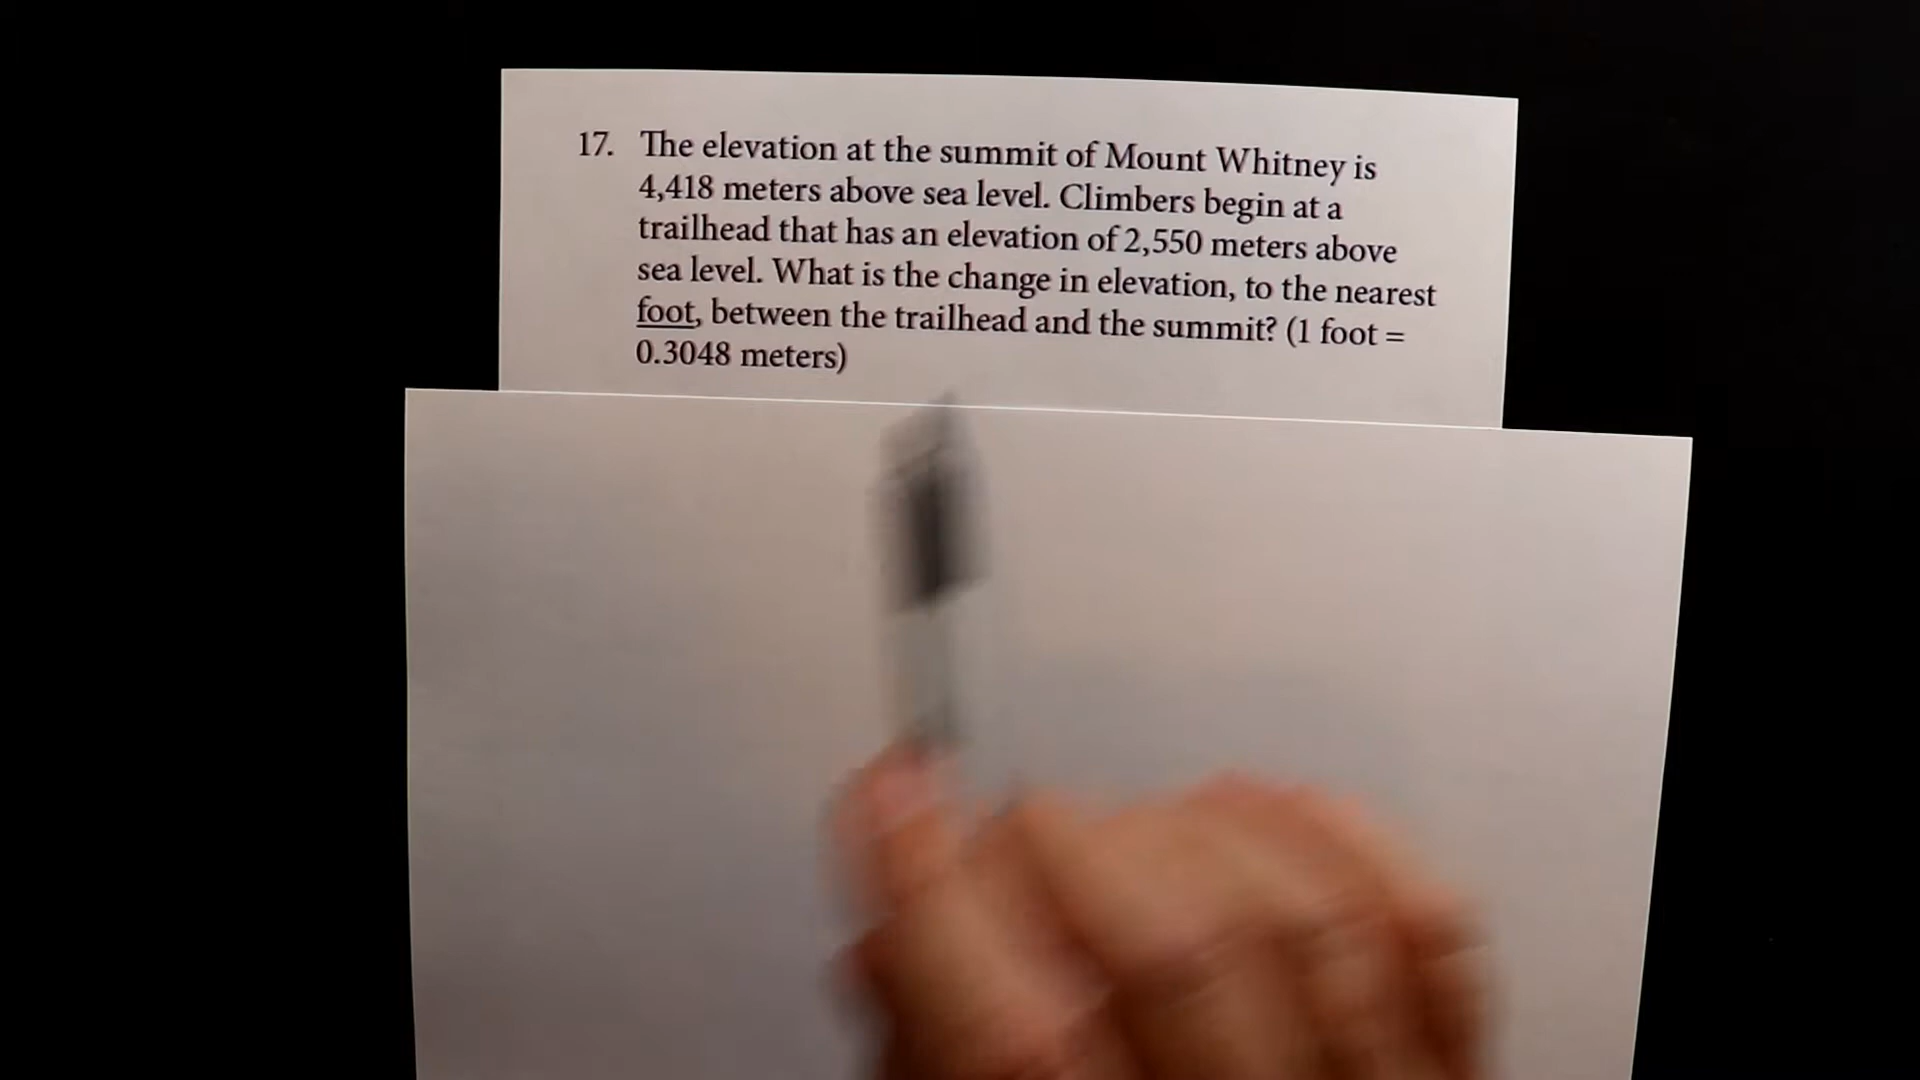 17. The elevation at the summit of Mount Whitney is
4,418 meters above sea level. Climbers begin at a
trailhead that has an elevation of 2,550 meters above
sea level. What is the change in elevation, to the nearest
foot, between the trailhead and the summit? (1 foot =
0.3048 meters)